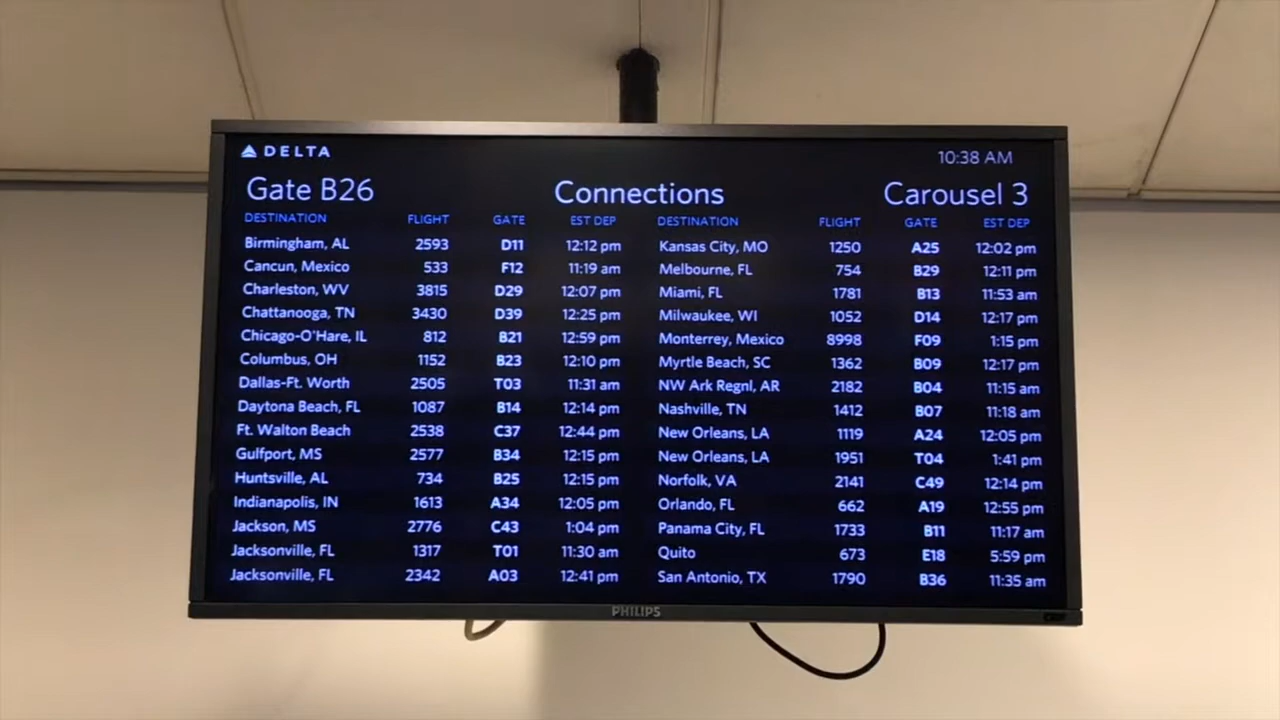 DELTA
10:38 AM
Gate B26 Connections Carousel 3
DESTINATION FLIGHT GATE EST DEP DESTINATION FLIGHT GATE EST DEP
Birmingham, AL 2593 D11 12:12 pm Kansas City, MO 1250 A25 12:02 pm
Cancun, Mexico 533 F12 11:19 am Melbourne, FL 754 B29 12:11 pm
Charleston, WV 3815 D29 12:07 pm Miami, FL 1781 B13 11:53 am
Chattanooga, TN 3430 D39 12:25 pm Milwaukee, WI 1052 D14 12:17 pm
Chicago-O'Hare, IL 812 B21 12:59 pm Monterrey, Mexico 8998 F09 1:15 pm
Columbus, OH 1152 B23 12:10 pm Myrtle Beach, SC 1362 B09 12:17 pm
Dallas-Ft. Worth 2505 T03 11:31 am NW Ark Regnl, AR 2182 B04 11:15 am
Daytona Beach, FL 1087 B14 12:14 pm Nashville, TN 1412 B07 11:18 am
Ft. Walton Beach 2538 C37 12:44 pm New Orleans, LA 1119 A24 12:05 pm
Gulfport, MS 2577 B34 12:15 pm New Orleans, LA 1951 T04 1:41 pm
Huntsville, AL 734 B25 12:15 pm Norfolk, VA 2141 C49 12:14 pm
Indianapolis, IN 1613 A34 12:05 pm Orlando, FL 662 A19 12:55 pm
Jackson, MS 2776 C43 1:04 pm Panama City, FL 1733 B11 11:17 am
Jacksonville, FL 1317 T01 11:30 am Quito 673 E18 5:59 pm
Jacksonville, FL 2342 A03 12:41 pm San Antonio, TX 1790 B36 11:35 am
PHILIPS